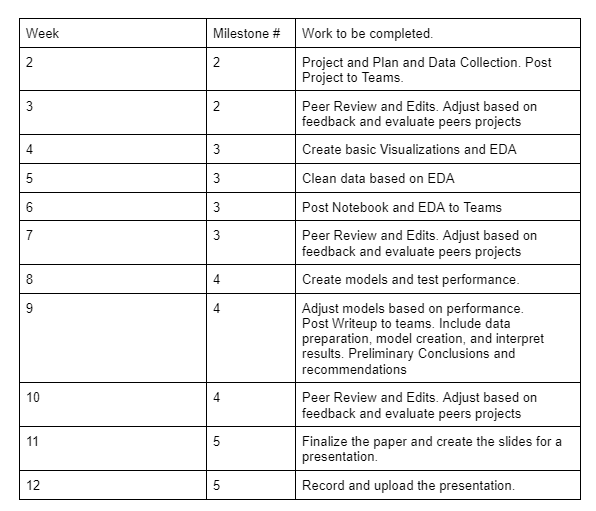 Week Milestone # Work to be completed.
2 2 Project and Plan and Data Collection. Post
Project to Teams.
3 2 Peer Review and Edits. Adjust based on
feedback and evaluate peers projects
4 3 Create basic Visualizations and EDA
5 3 Clean data based on EDA
6 3 Post Notebook and EDA to Teams
7 3 Peer Review and Edits. Adjust based on
feedback and evaluate peers projects
8 4 Create models and test performance.
9 4 Adjust models based on performance.
Post Writeup to teams. Include data
preparation, model creation, and interpret
results. Preliminary Conclusions and
recommendations
10 4 Peer Review and Edits. Adjust based on
feedback and evaluate peers projects
11 5 Finalize the paper and create the slides for a
presentation.
12 5 Record and upload the presentation.